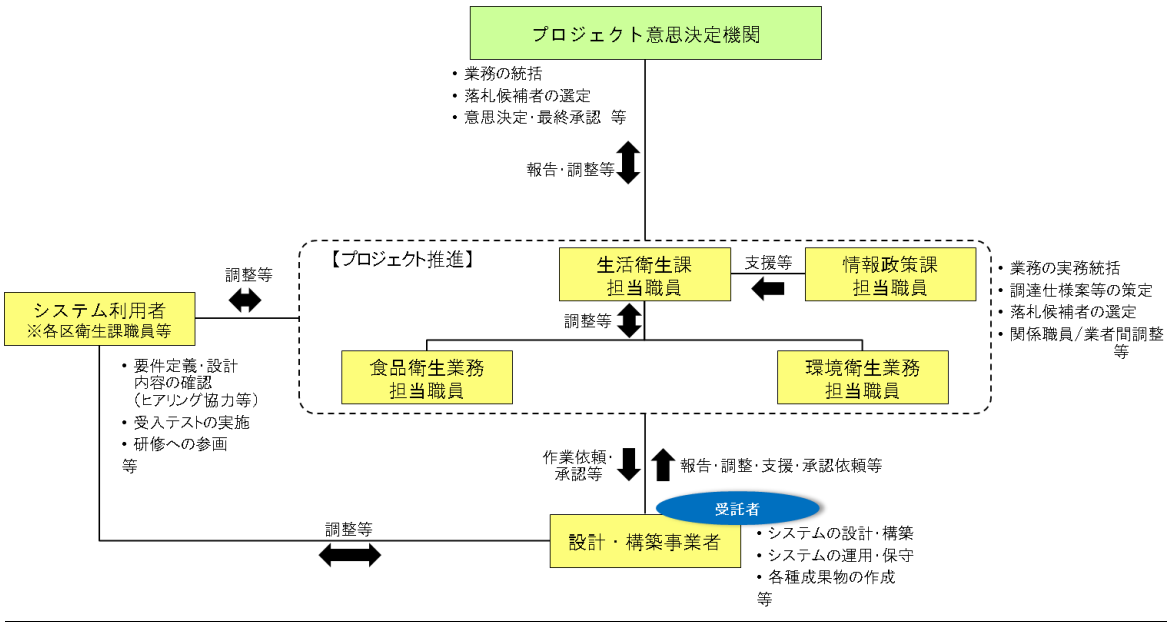 プロジェクト意思決定機関
• 業務の統括
• 落札候補者の選定
• 意思決定・最終承認 等
報告・調整等
【プロジェクト推進】
生活衛生課
担当職員
支援等
情報政策課
担当職員
調整等
食品衛生業務
担当職員
環境衛生業務
担当職員
• 業務の実務統括
• 調達仕様案等の策定
• 落札候補者の選定
• 関係職員/業者間調整
等
調整等
システム利用者
※各区衛生課職員等
• 要件定義・設計
内容の確認
（ヒアリング協力等）
• 受入テストの実施
• 研修への参画
等
作業依頼・
承認等
報告・調整・支援・承認依頼等
受託者
設計・構築事業者
• システムの設計・構築
• システムの運用・保守
• 各種成果物の作成
等
調整等